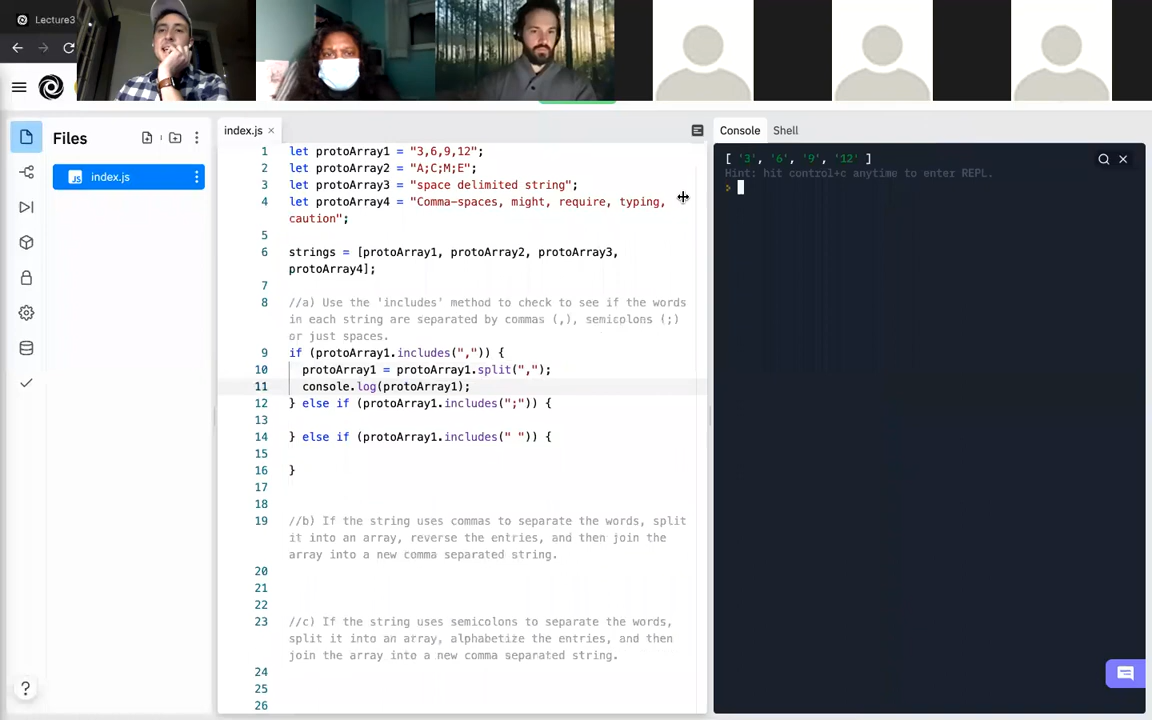 Lecture3
Files
index.js
index.js
Console
Shell
1 let protoArray1 = "3,6,9,12";
2 let protoArray2 = "A;C;M;E";
3 let protoArray3 = "space delimited string";
4 let protoArray4 = "Comma-spaces, might, require, typing,
caution";
5
6 strings = [protoArray1, protoArray2, protoArray3,
protoArray4];
7
8 //a) Use the 'includes' method to check to see if the words
in each string are separated by commas (,), semicolons (;)
or just spaces.
9 if (protoArray1.includes(",")) {
10 protoArray1 = protoArray1.split(",");
11 console.log(protoArray1);
12 } else if (protoArray1.includes(";")) {
13
14 } else if (protoArray1.includes(" ")) {
15
16 }
17
18
19 //b) If the string uses commas to separate the words, split
it into an array, reverse the entries, and then join the
array into a new comma separated string.
20
21
22
23 //c) If the string uses semicolons to separate the words,
split it into an array, alphabetize the entries, and then
join the array into a new comma separated string.
24
25
26
[ '3', '6', '9', '12' ]
Hint: hit control+c anytime to enter REPL.
>